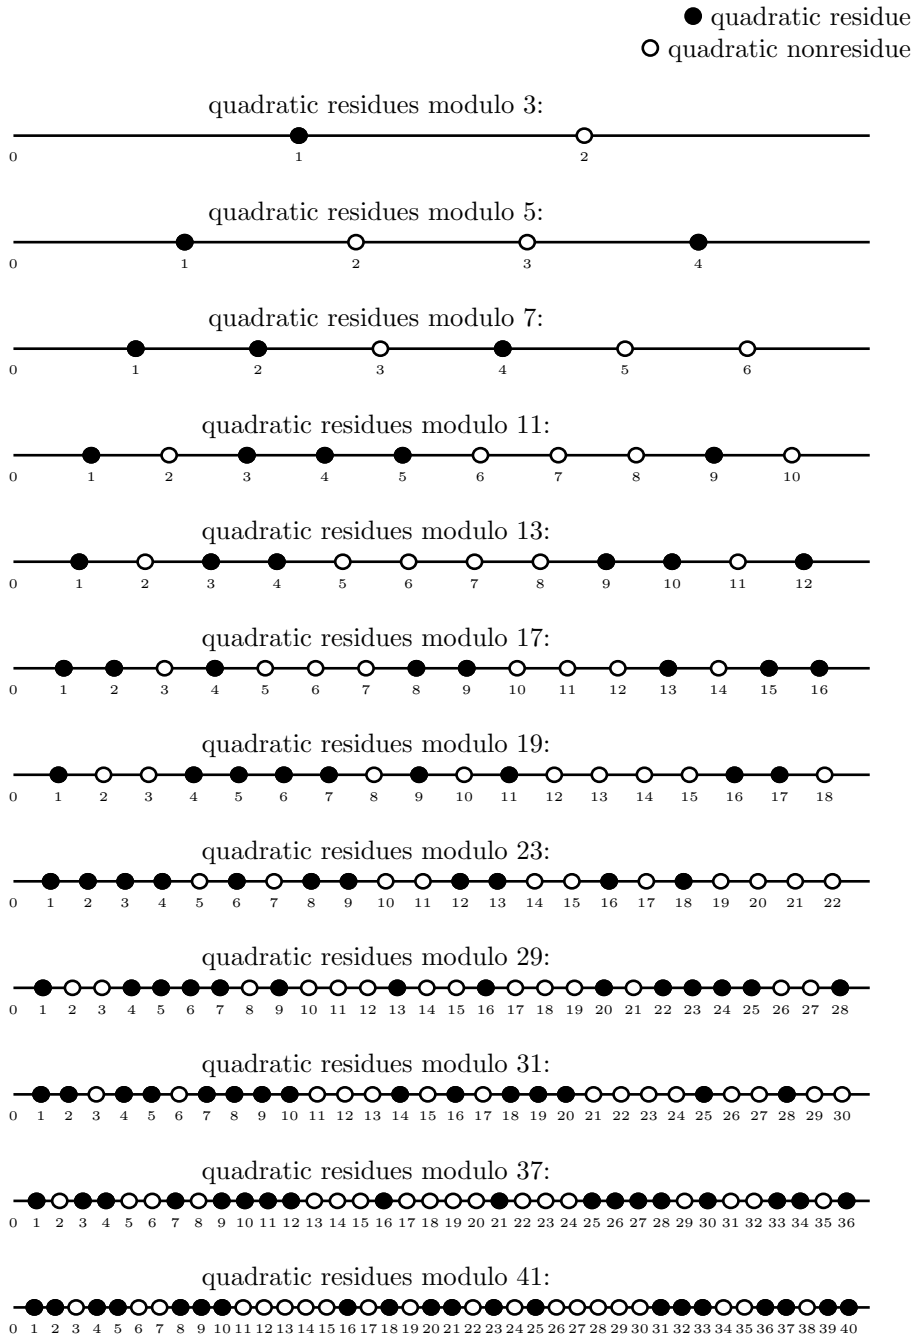 quadratic residue
quadratic nonresidue
quadratic residues modulo 3:
0 1 2
quadratic residues modulo 5:
0 1 2 3 4
quadratic residues modulo 7:
0 1 2 3 4 5 6
quadratic residues modulo 11:
0 1 2 3 4 5 6 7 8 9 10
quadratic residues modulo 13:
0 1 2 3 4 5 6 7 8 9 10 11 12
quadratic residues modulo 17:
0 1 2 3 4 5 6 7 8 9 10 11 12 13 14 15 16
quadratic residues modulo 19:
0 1 2 3 4 5 6 7 8 9 10 11 12 13 14 15 16 17 18
quadratic residues modulo 23:
0 1 2 3 4 5 6 7 8 9 10 11 12 13 14 15 16 17 18 19 20 21 22
quadratic residues modulo 29:
0 1 2 3 4 5 6 7 8 9 10 11 12 13 14 15 16 17 18 19 20 21 22 23 24 25 26 27 28
quadratic residues modulo 31:
0 1 2 3 4 5 6 7 8 9 10 11 12 13 14 15 16 17 18 19 20 21 22 23 24 25 26 27 28 29 30
quadratic residues modulo 37:
0 1 2 3 4 5 6 7 8 9 10 11 12 13 14 15 16 17 18 19 20 21 22 23 24 25 26 27 28 29 30 31 32 33 34 35 36
quadratic residues modulo 41:
0 1 2 3 4 5 6 7 8 9 10 11 12 13 14 15 16 17 18 19 20 21 22 23 24 25 26 27 28 29 30 31 32 33 34 35 36 37 38 39 40